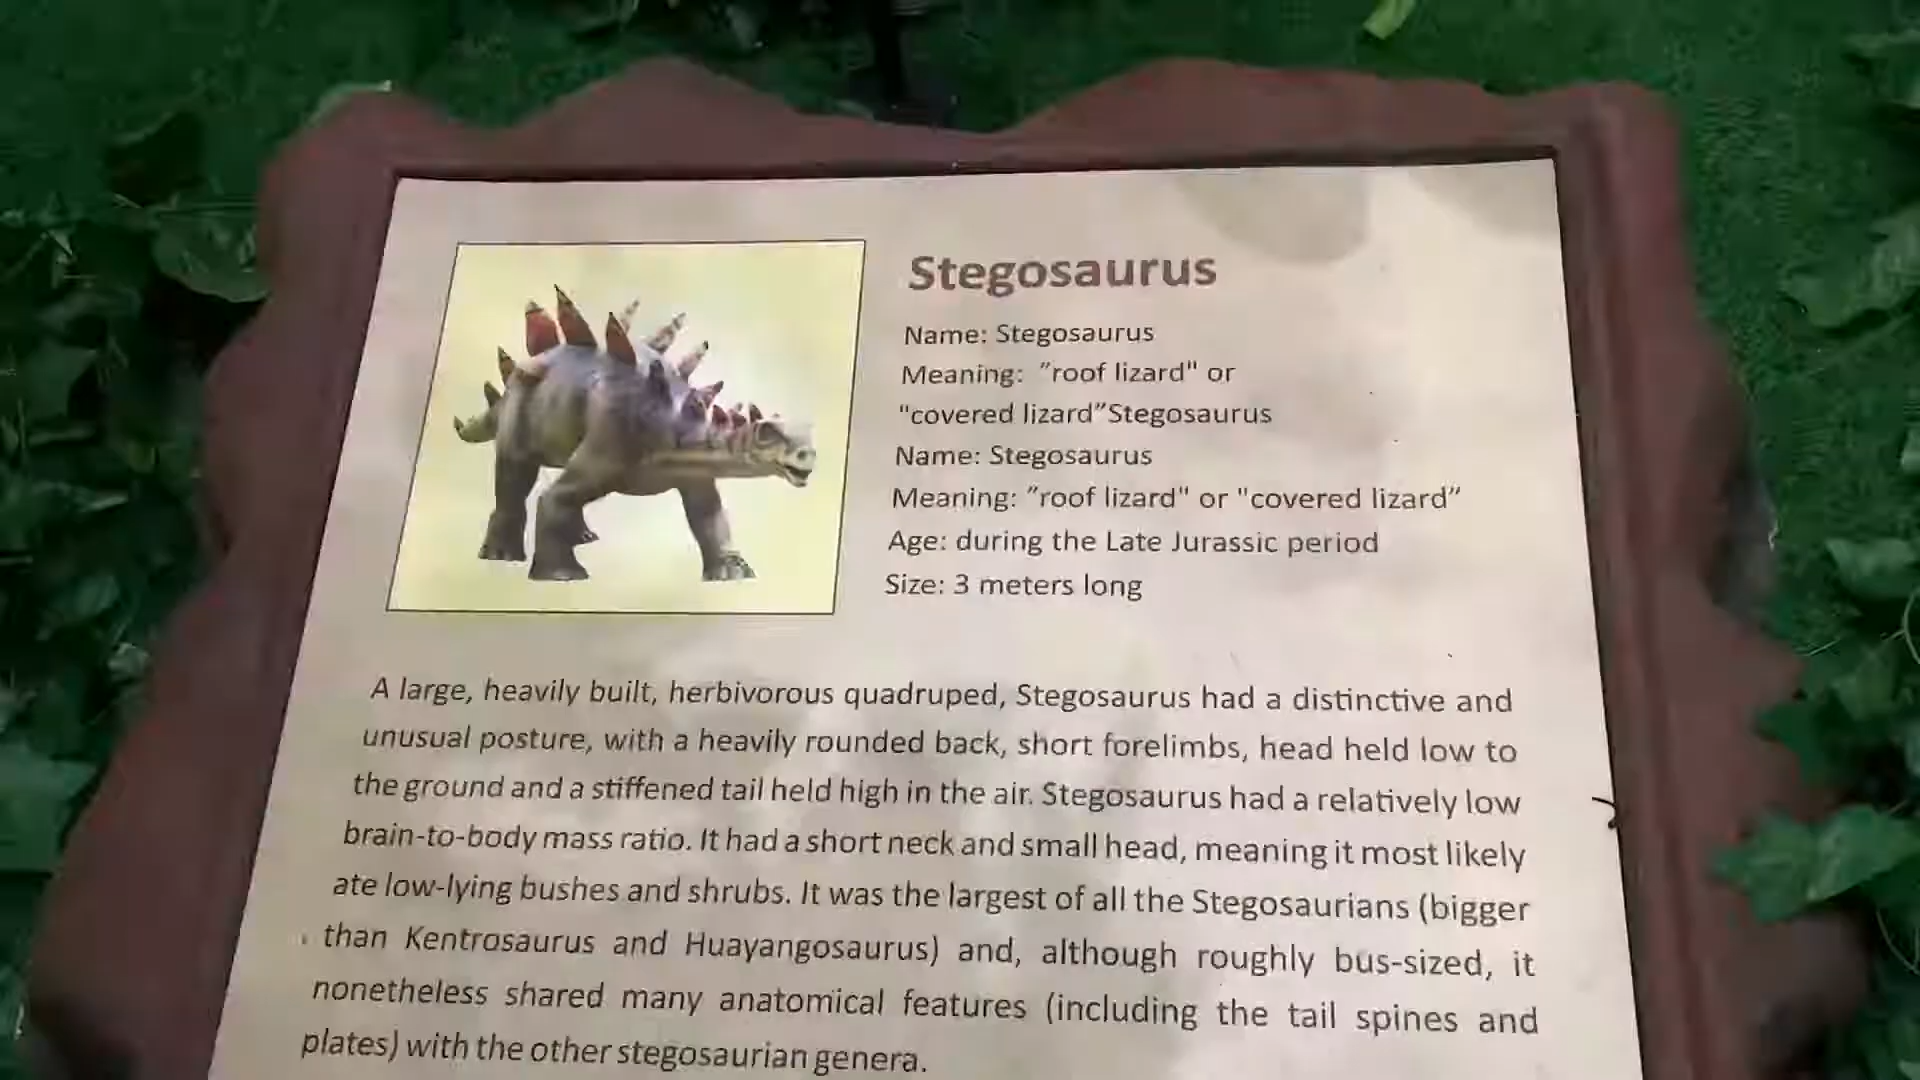 Stegosaurus
Name: Stegosaurus
Meaning: "roof lizard" or
"covered lizard"Stegosaurus
Name: Stegosaurus
Meaning: "roof lizard" or "covered lizard"
Age: during the Late Jurassic period
Size: 3 meters long
A large, heavily built, herbivorous quadruped, Stegosaurus had a distinctive and
unusual posture, with a heavily rounded back, short forelimbs, head held low to
the ground and a stiffened tail held high in the air. Stegosaurus had a relatively low
brain-to-body mass ratio. It had a short neck and small head, meaning it most likely
ate low-lying bushes and shrubs. It was the largest of all the Stegosaurians (bigger
than Kentrosaurus and Huayangosaurus) and, although roughly bus-sized, it
nonetheless shared many anatomical features (including the tail spines and
plates) with the other stegosaurian genera.